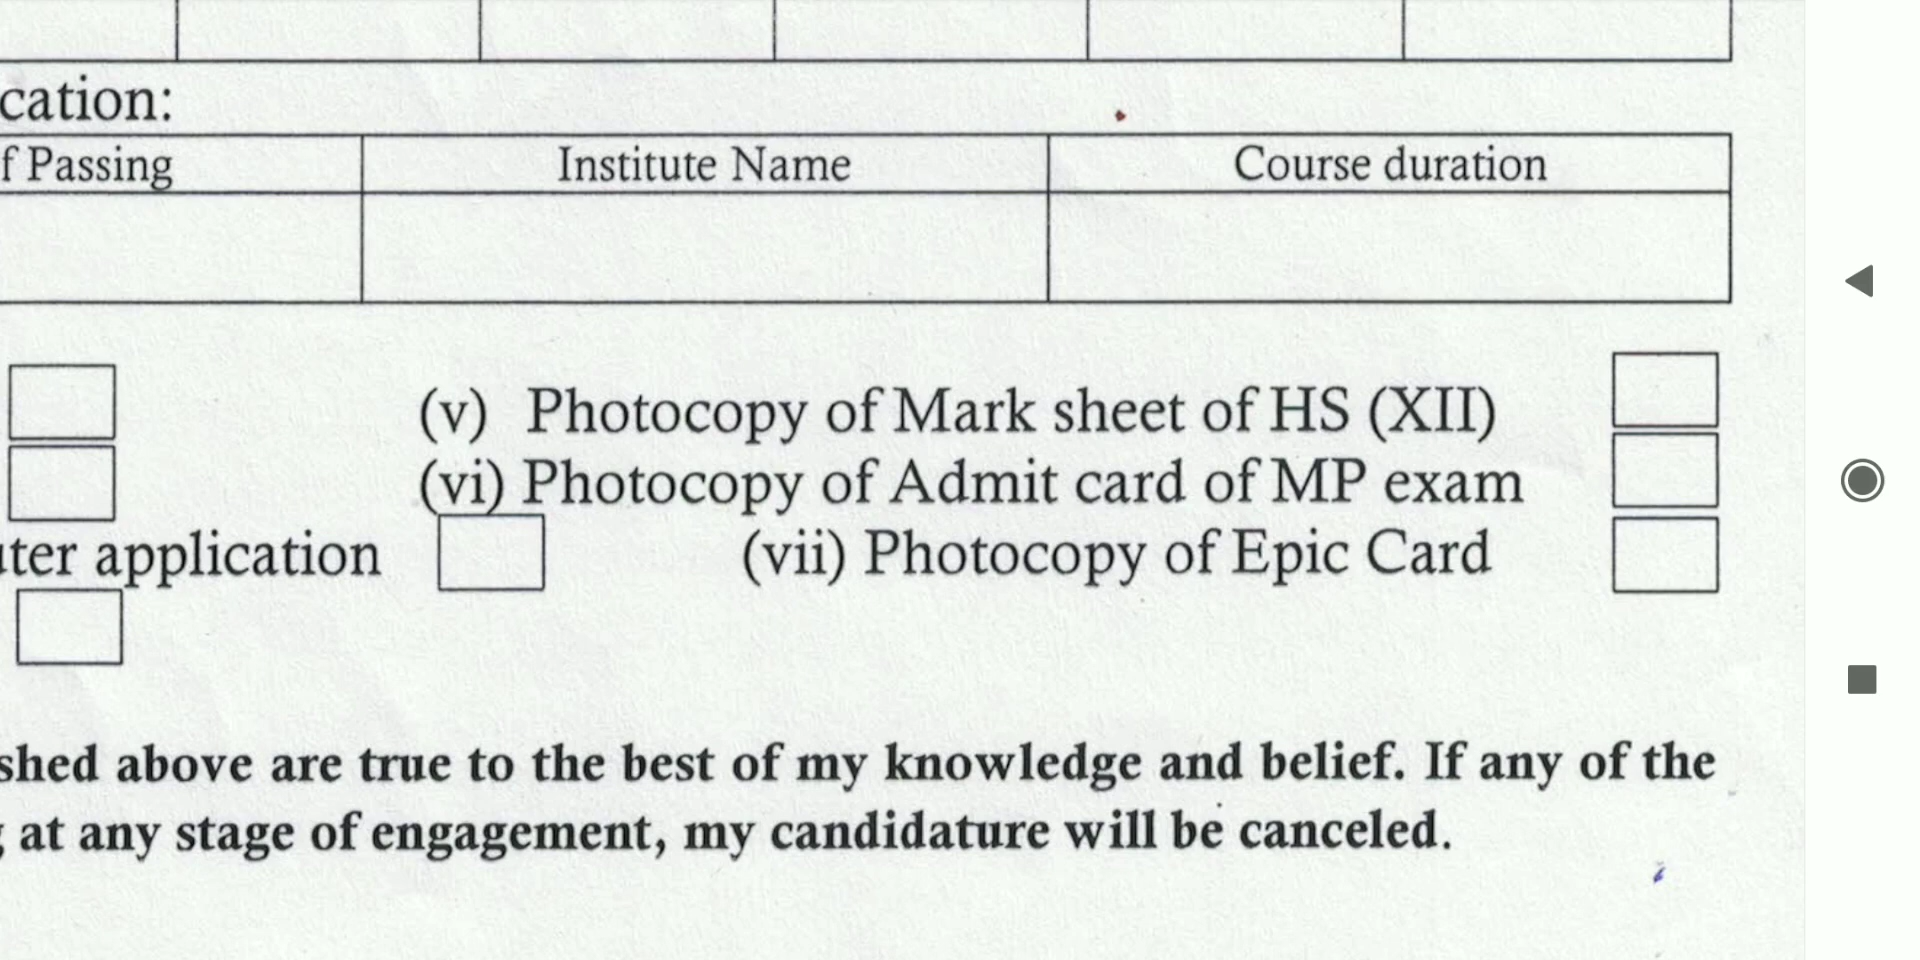 cation:
f Passing Institute Name Course duration
(v) Photocopy of Mark sheet of HS (XII)
(vi) Photocopy of Admit card of MP exam
ter application (vii) Photocopy of Epic Card
shed above are true to the best of my knowledge and belief. If any of the
at any stage of engagement, my candidature will be canceled.